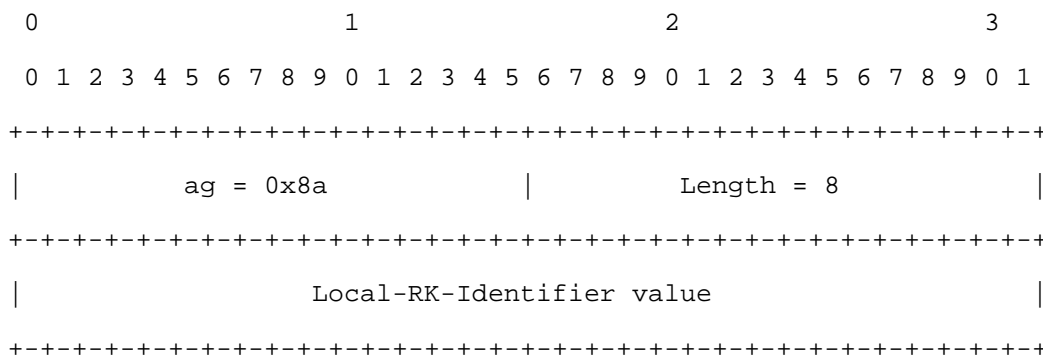 0                   1                   2                   3
 0 1 2 3 4 5 6 7 8 9 0 1 2 3 4 5 6 7 8 9 0 1 2 3 4 5 6 7 8 9 0 1
+-+-+-+-+-+-+-+-+-+-+-+-+-+-+-+-+-+-+-+-+-+-+-+-+-+-+-+-+-+-+-+-+
|          ag = 0x8a            |         Length = 8            |
+-+-+-+-+-+-+-+-+-+-+-+-+-+-+-+-+-+-+-+-+-+-+-+-+-+-+-+-+-+-+-+-+
|                  Local-RK-Identifier value                    |
+-+-+-+-+-+-+-+-+-+-+-+-+-+-+-+-+-+-+-+-+-+-+-+-+-+-+-+-+-+-+-+-+